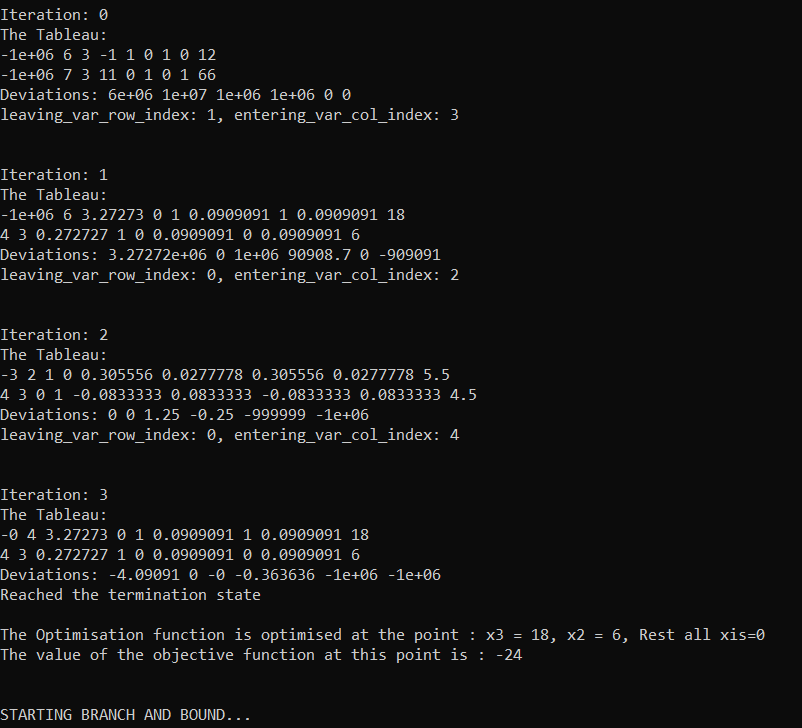 Iteration: 0
The Tableau:
-1e+06 6 3 -1 1 0 1 0 12
-1e+06 7 3 11 0 1 0 1 66
Deviations: 6e+06 1e+07 1e+06 1e+06 0 0
leaving_var_row_index: 1, entering_var_col_index: 3
Iteration: 1
The Tableau:
-1e+06 6 3.27273 0 1 0.0909091 1 0.0909091 18
4 3 0.272727 1 0 0.0909091 0 0.0909091 6
Deviations: 3.27272e+06 0 1e+06 90908.7 0 -909091
leaving_var_row_index: 0, entering_var_col_index: 2
Iteration: 2
The Tableau:
-3 2 1 0 0.305556 0.0277778 0.305556 0.0277778 5.5
4 3 0 1 -0.0833333 0.0833333 -0.0833333 0.0833333 4.5
Deviations: 0 0 1.25 -0.25 -999999 -1e+06
leaving_var_row_index: 0, entering_var_col_index: 4
Iteration: 3
The Tableau:
-0 4 3.27273 0 1 0.0909091 1 0.0909091 18
4 3 0.272727 1 0 0.0909091 0 0.0909091 6
Deviations: -4.09091 0 -0 -0.363636 -1e+06 -1e+06
Reached the termination state
The Optimisation function is optimised at the point : x3 = 18, x2 = 6, Rest all xis=0
The value of the objective function at this point is : -24
STARTING BRANCH AND BOUND...